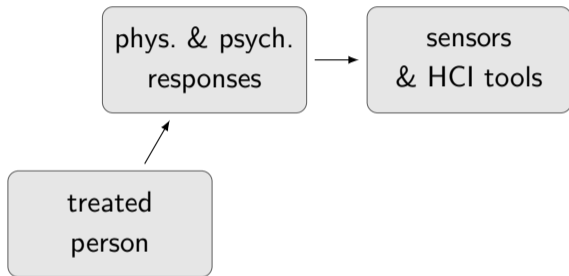 phys. & psych.
responses
sensors
& HCI tools
treated
person